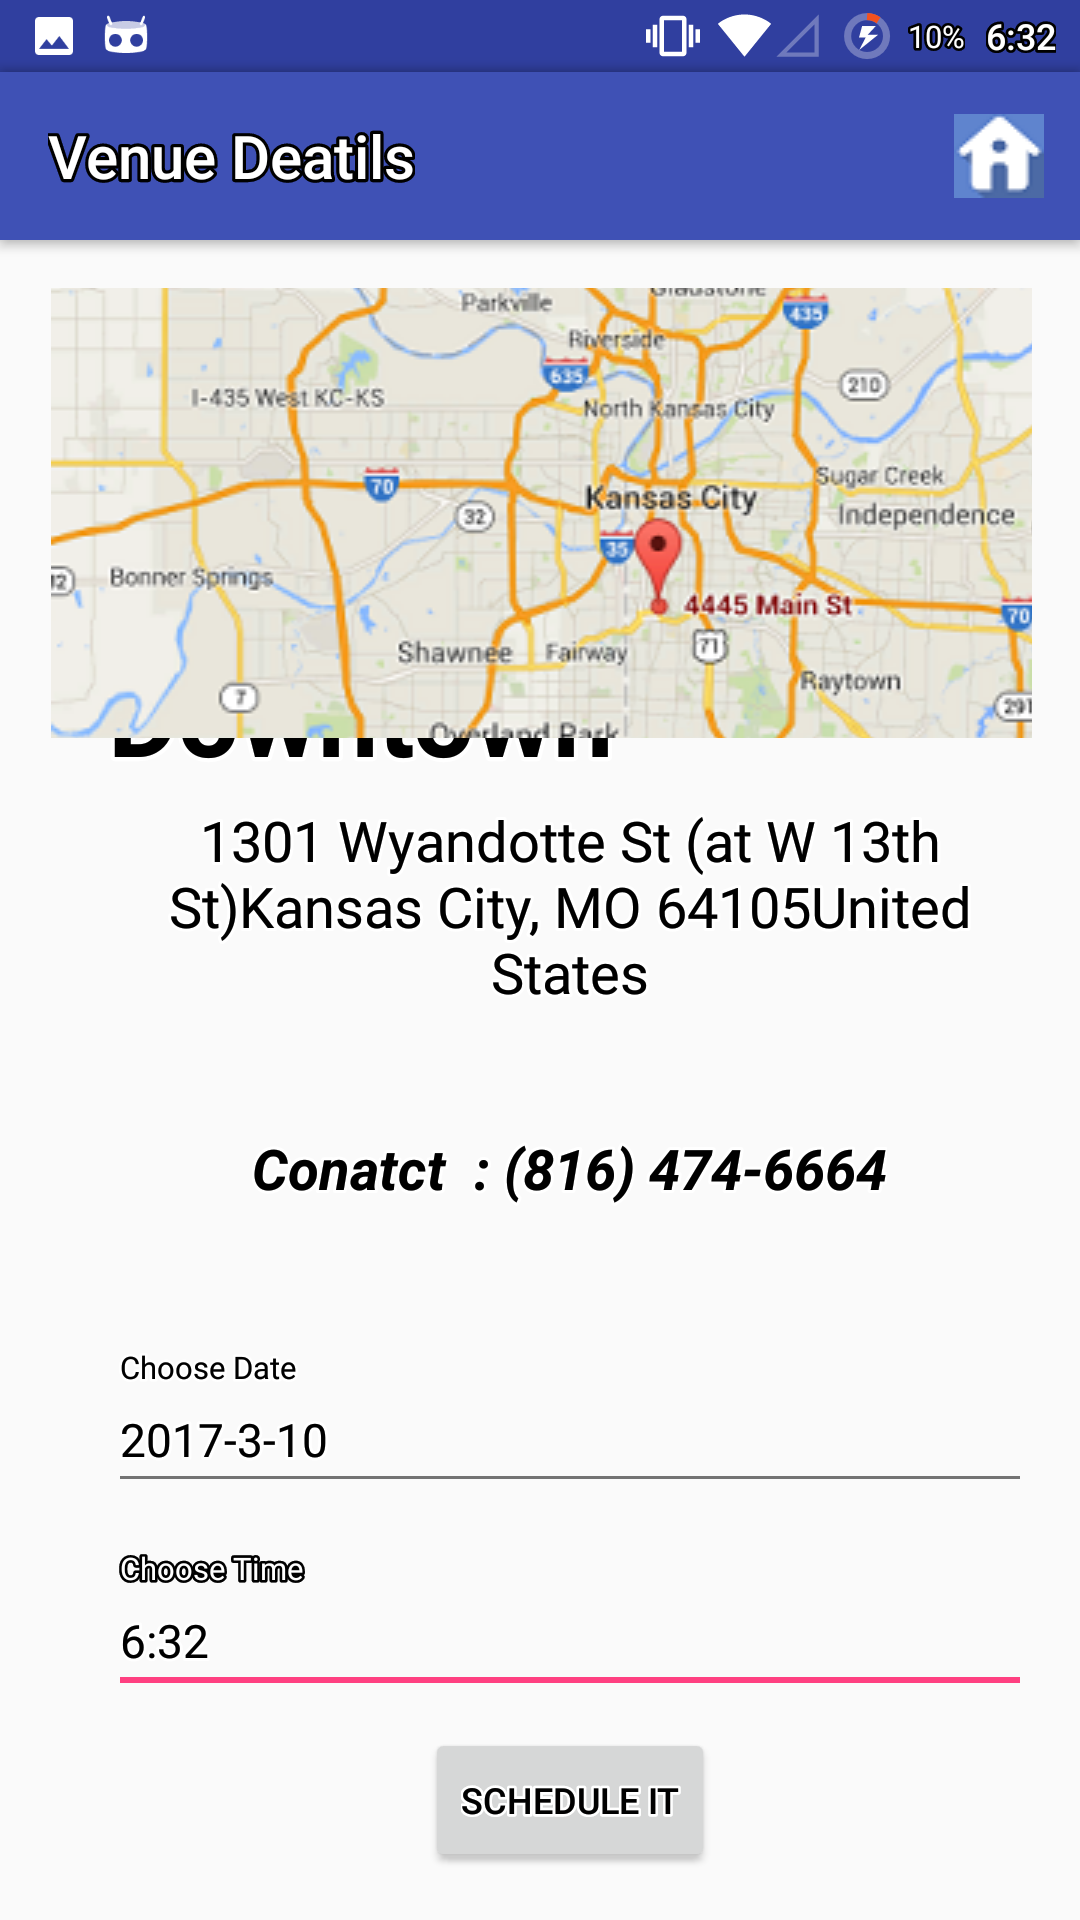 10% 6:32
Venue Deatils
Parkville
Gladstone
435
Riverside
635
210
I-435 West KC-KS
North Kansas City
Sugar Creek
70
Kansas City
32
Independence
35
Bonner Springs
4445 Main St
70
71
Shawnee
Fairway
Raytown
7
291
Overland Park
Downtown
1301 Wyandotte St (at W 13th
St)Kansas City, MO 64105United
States
Conatct : (816) 474-6664
Choose Date
2017-3-10
Choose Time
6:32
SCHEDULE IT